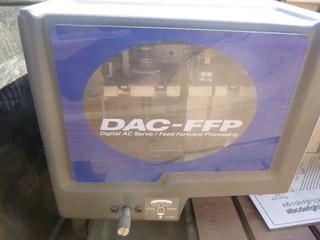 DAC-FFP
Digital AC Servo / Feed Forward Processing